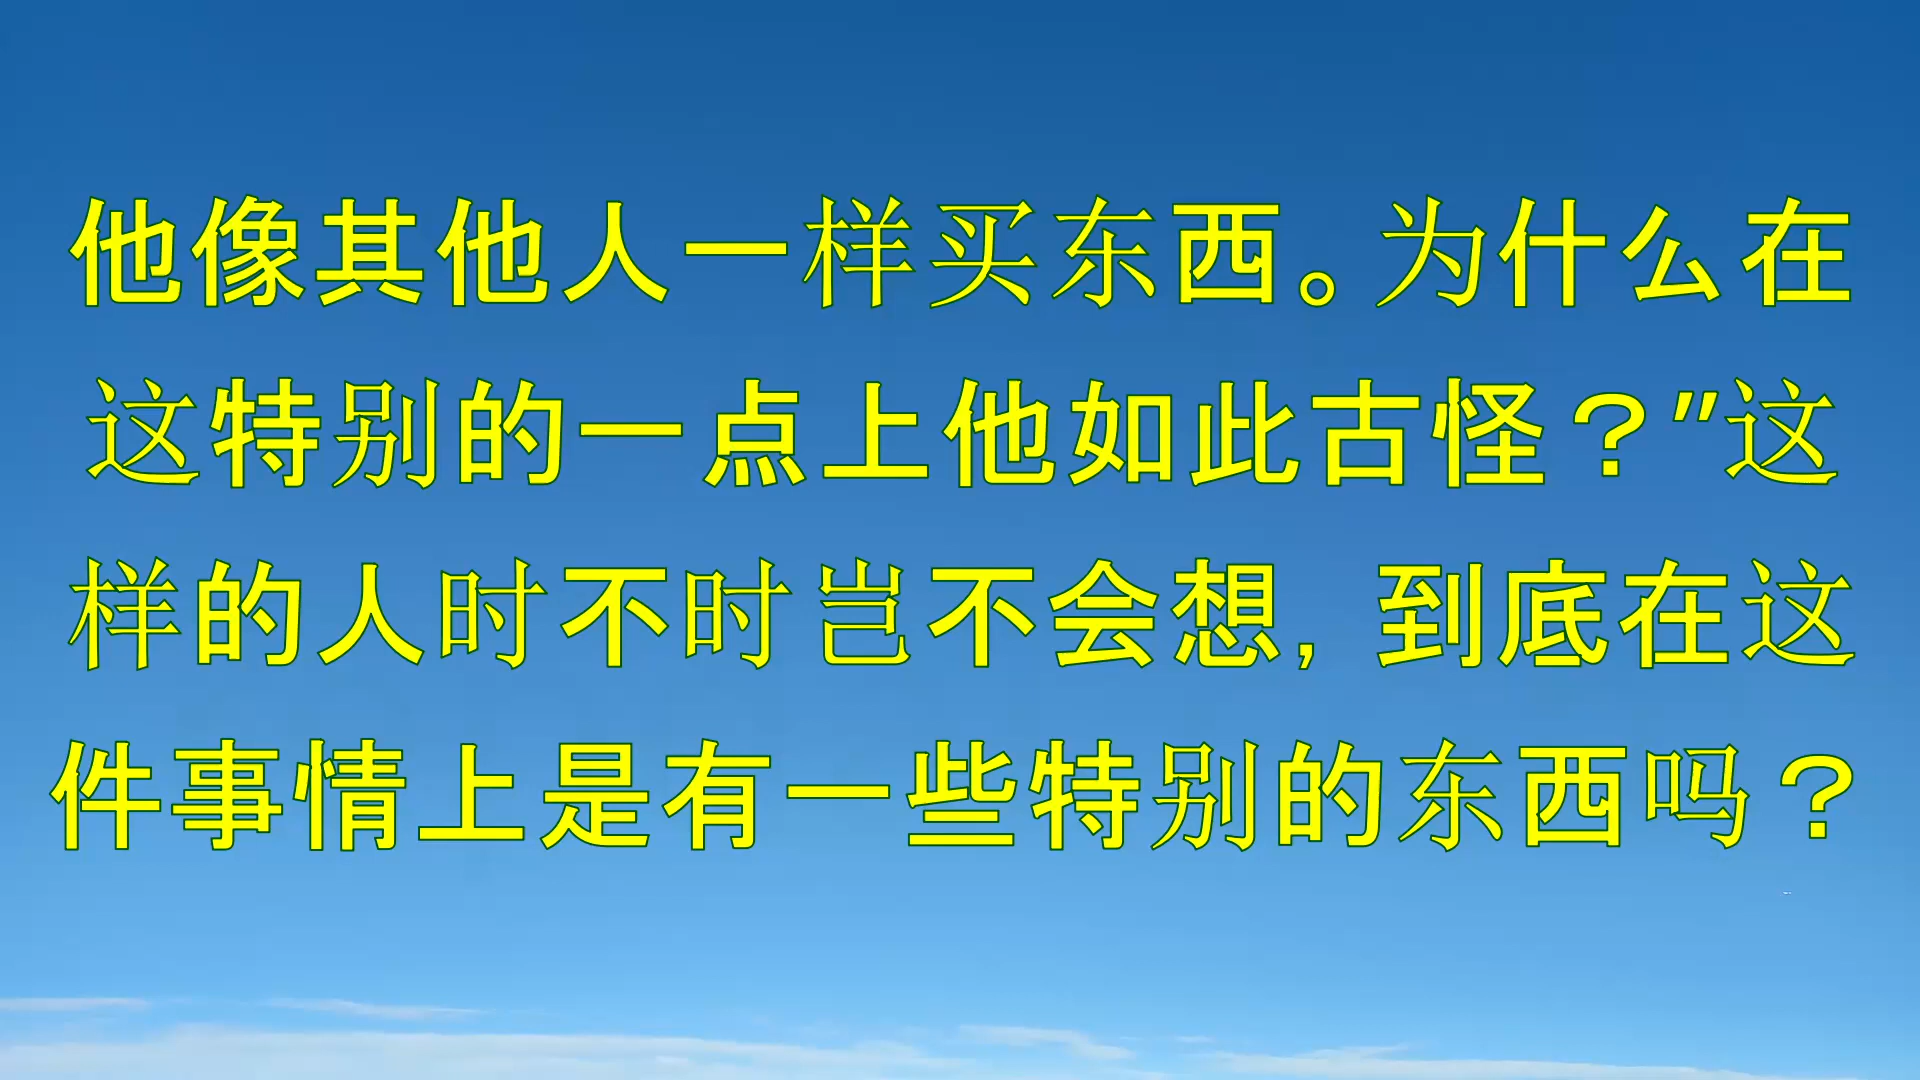 他像其他人一样买东西。为什么在
这特别的一点上他如此古怪？”这
样的人时不时岂不会想，到底在这
件事情上是有一些特别的东西吗？